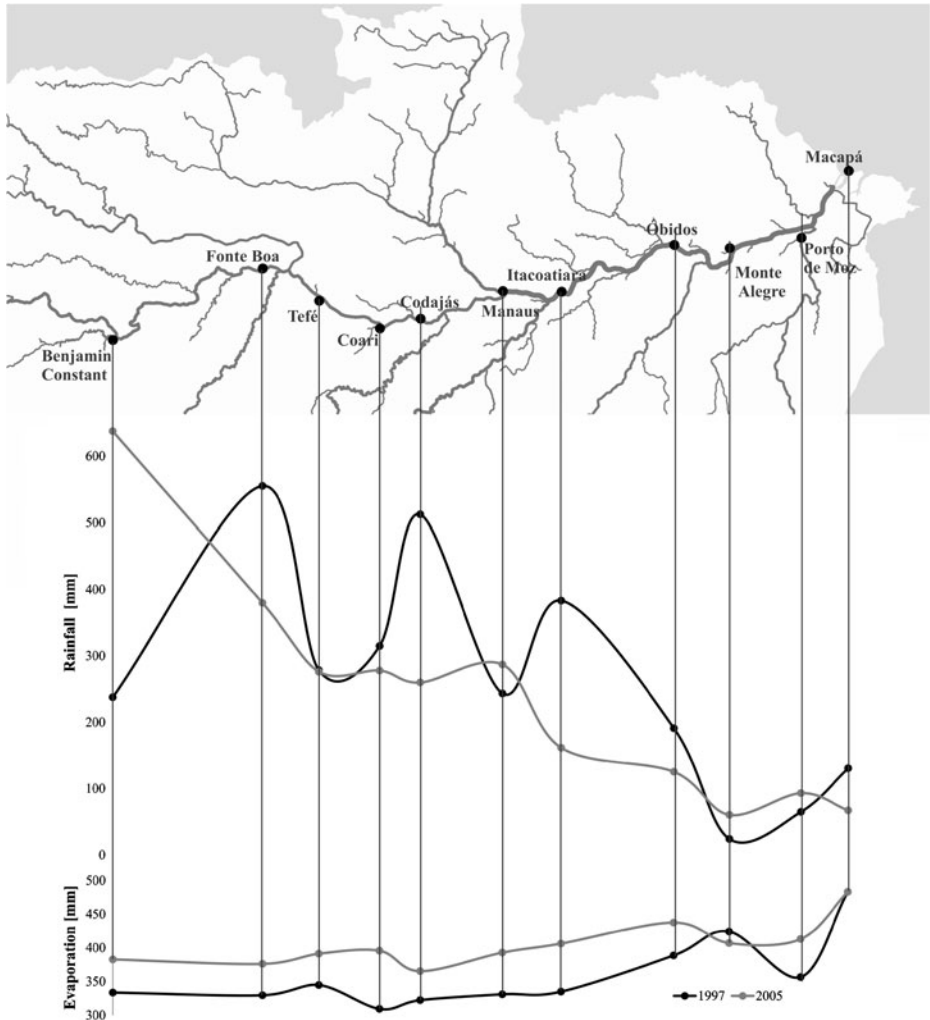 Macapá
Ôbidos
Fonte Boa
Porto
de Moz
Itacoatiara
Monte
Alegre
Codajás
Tefé
Manaus
Coari
Benjamin
Constant
600
500
400
300
200
100
0
Rainfall [mm]
500
450
400
350
300
Evaporation [mm]
1997
2005